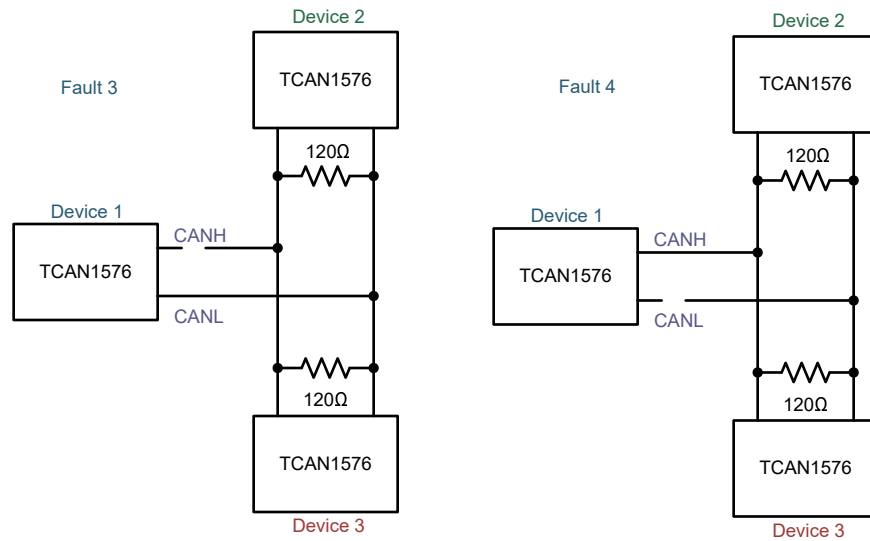 Device 2
TCAN1576
Fault 3
120Ω
Device 1
CANH
TCAN1576
CANL
120Ω
TCAN1576
Device 3
Device 2
TCAN1576
Fault 4
120Ω
Device 1
CANH
TCAN1576
CANL
120Ω
TCAN1576
Device 3